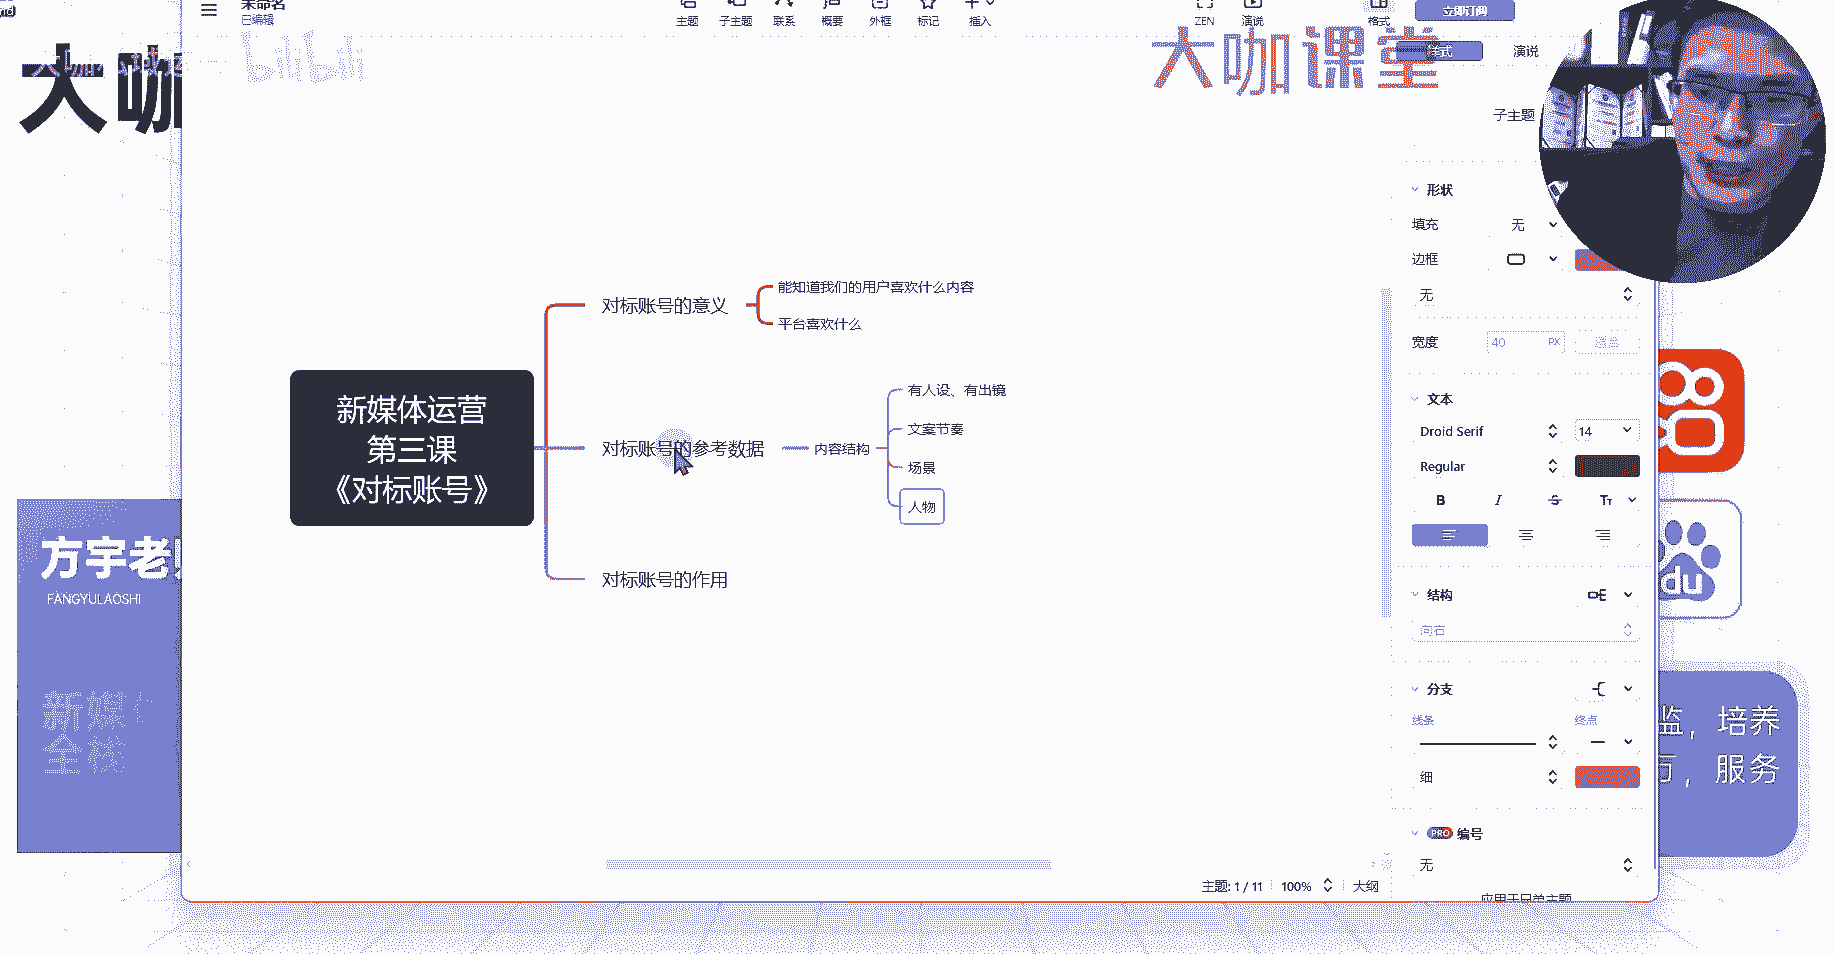 未命名
已编辑
主题
子主题
联系
概要
外框
标记
插入
ZEN
演说
格式
立即订阅
大咖
bilibili
大咖课堂
样式
演说
子主题
形状
填充
无
边框
无
宽度
40
PX
文本
Droid Serif
14
Regular
B
I
S
TT
结构
向右
分支
线条
终点
细
PRO
编号
无
新媒体运营
第三课
《对标账号》
对标账号的意义
能知道我们的用户喜欢什么内容
平台喜欢什么
对标账号的参考数据
内容结构
有人设、有出镜
文案节奏
场景
人物
对标账号的作用
方宇老
FANGYULAOSHI
新媒
全栈
du
监，培养
万，服务
主题: 1 / 11
100%
大纲
应用于兄弟主题